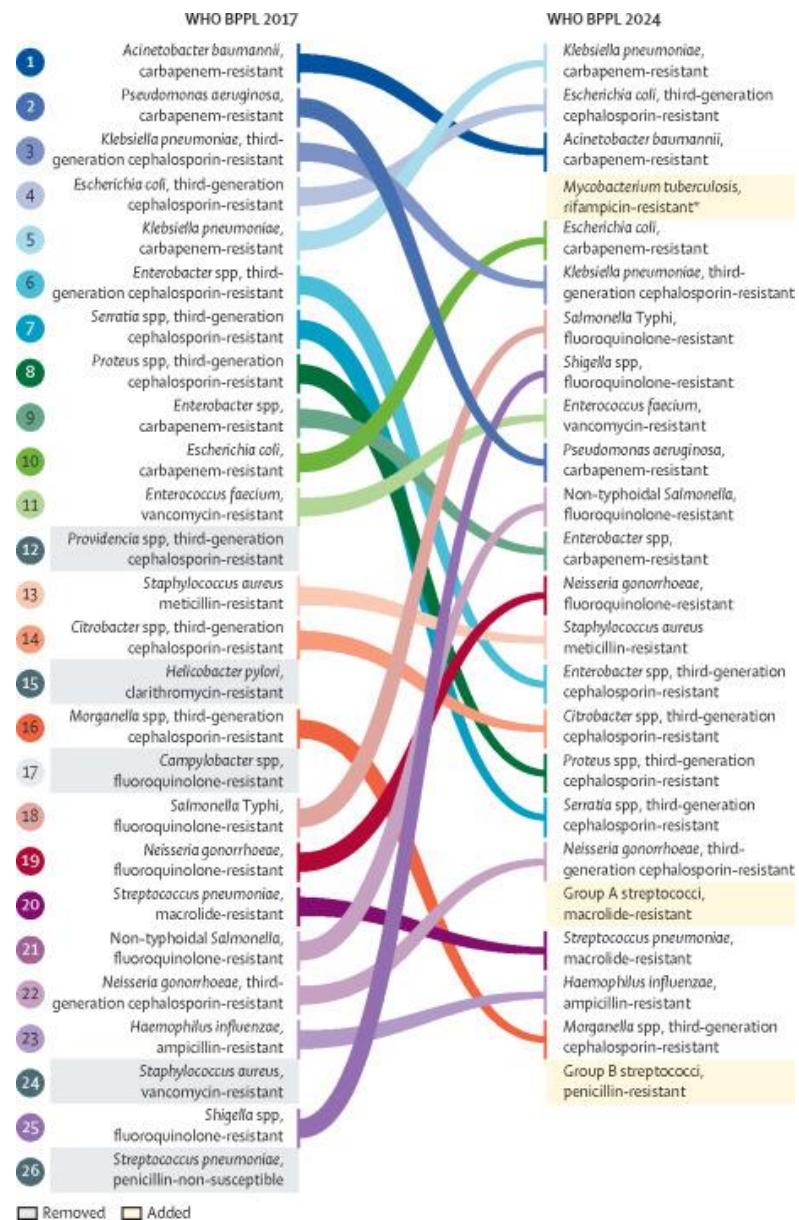 WHO BPPL 2017
WHO BPPL 2024
1
Acinetobacter baumannii,
carbapenem-resistant
2
Pseudomonas aeruginosa,
carbapenem-resistant
3
Klebsiella pneumoniae, third-
generation cephalosporin-resistant
4
Escherichia coli, third-generation
cephalosporin-resistant
5
Klebsiella pneumoniae,
carbapenem-resistant
6
Enterobacter spp, third-
generation cephalosporin-resistant
7
Serratia spp, third-generation
cephalosporin-resistant
8
Proteus spp, third-generation
cephalosporin-resistant
9
Enterobacter spp,
carbapenem-resistant
10
Escherichia coli,
carbapenem-resistant
11
Enterococcus faecium,
vancomycin-resistant
12
Providencia spp, third-generation
cephalosporin-resistant
13
Staphylococcus aureus
meticillin-resistant
14
Citrobacter spp, third-generation
cephalosporin-resistant
15
Helicobacter pylori,
clarithromycin-resistant
16
Morganella spp, third-generation
cephalosporin-resistant
17
Campylobacter spp,
fluoroquinolone-resistant
18
Salmonella Typhi,
fluoroquinolone-resistant
19
Neisseria gonorrhoeae,
fluoroquinolone-resistant
20
Streptococcus pneumoniae,
macrolide-resistant
21
Non-typhoidal Salmonella,
fluoroquinolone-resistant
22
Neisseria gonorrhoeae, third-
generation cephalosporin-resistant
23
Haemophilus influenzae,
ampicillin-resistant
24
Staphylococcus aureus,
vancomycin-resistant
25
Shigella spp,
fluoroquinolone-resistant
26
Streptococcus pneumoniae,
penicillin-non-susceptible
Klebsiella pneumoniae,
carbapenem-resistant
Escherichia coli, third-generation
cephalosporin-resistant
Acinetobacter baumannii,
carbapenem-resistant
Mycobacterium tuberculosis,
rifampicin-resistant*
Escherichia coli,
carbapenem-resistant
Klebsiella pneumoniae, third-
generation cephalosporin-resistant
Salmonella Typhi,
fluoroquinolone-resistant
Shigella spp,
fluoroquinolone-resistant
Enterococcus faecium,
vancomycin-resistant
Pseudomonas aeruginosa,
carbapenem-resistant
Non-typhoidal Salmonella,
fluoroquinolone-resistant
Enterobacter spp,
carbapenem-resistant
Neisseria gonorrhoeae,
fluoroquinolone-resistant
Staphylococcus aureus
meticillin-resistant
Enterobacter spp, third-generation
cephalosporin-resistant
Citrobacter spp, third-generation
cephalosporin-resistant
Proteus spp, third-generation
cephalosporin-resistant
Serratia spp, third-generation
cephalosporin-resistant
Neisseria gonorrhoeae, third-
generation cephalosporin-resistant
Group A streptococci,
macrolide-resistant
Streptococcus pneumoniae,
macrolide-resistant
Haemophilus influenzae,
ampicillin-resistant
Morganella spp, third-generation
cephalosporin-resistant
Group B streptococci,
penicillin-resistant
Removed
Added